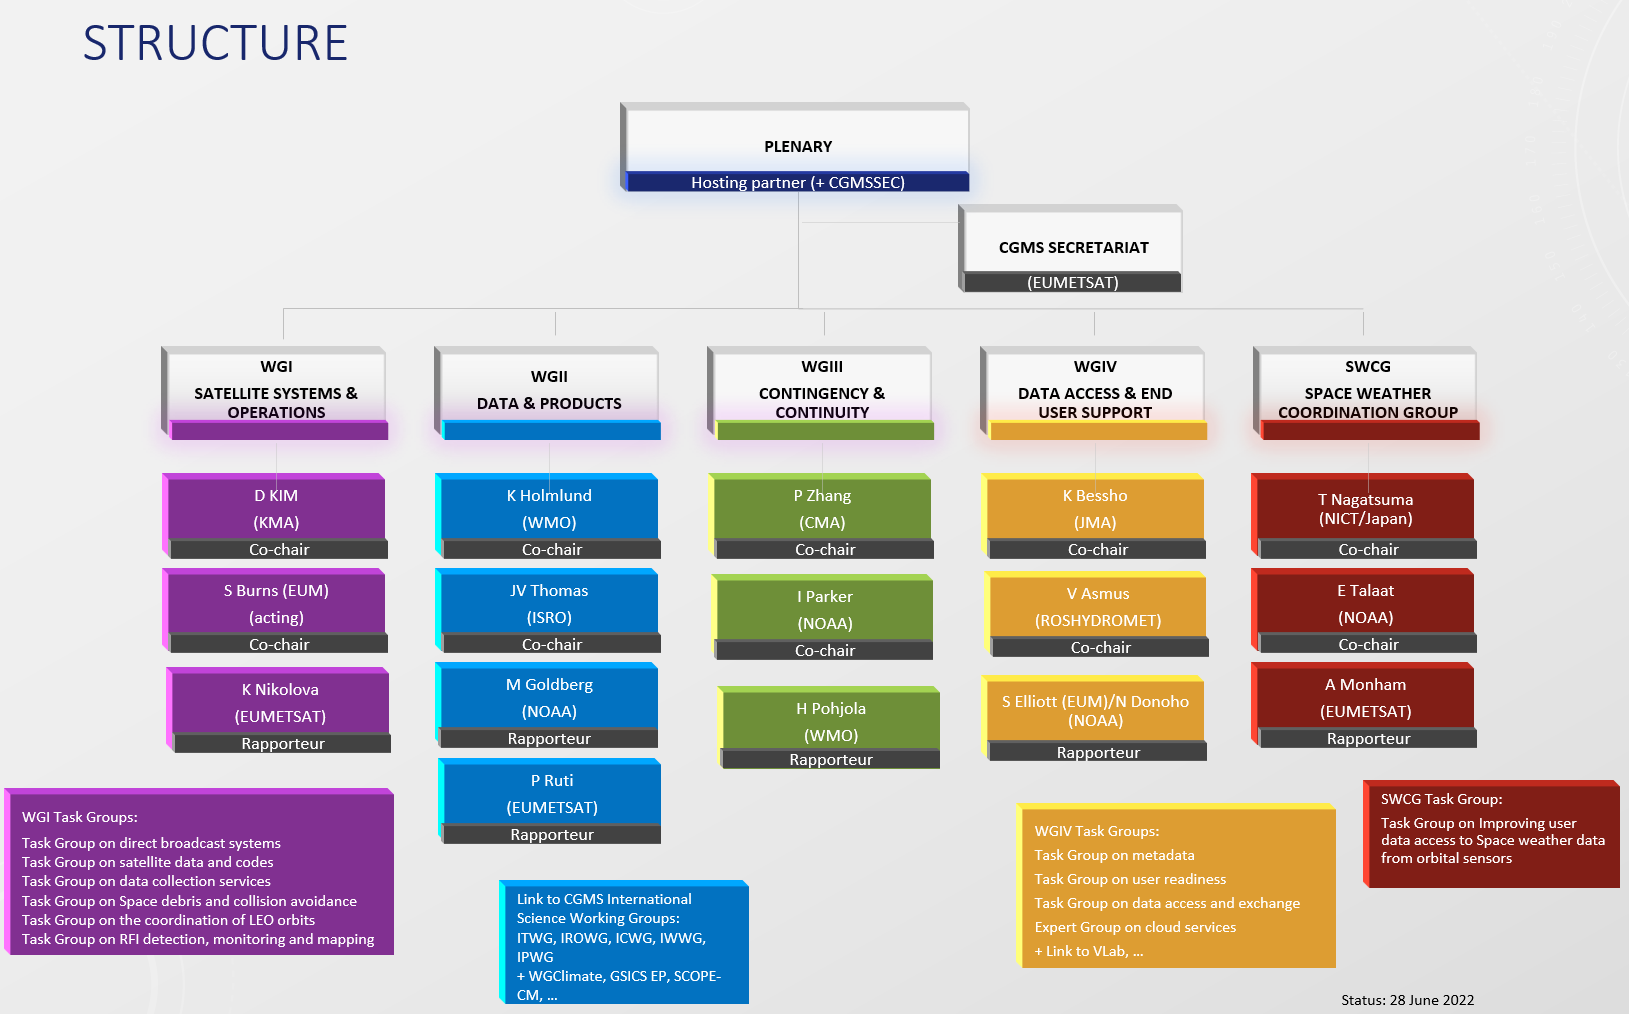 STRUCTURE
PLENARY
Hosting partner (+ CGMSSEC)
CGMS SECRETARIAT
(EUMETSAT)
WGI
SATELLITE SYSTEMS &
OPERATIONS
WGII
DATA & PRODUCTS
WGIII
CONTINGENCY &
CONTINUITY
WGIV
DATA ACCESS & END
USER SUPPORT
SWCG
SPACE WEATHER
COORDINATION GROUP
D KIM
(KMA)
Co-chair
S Burns (EUM)
(acting)
Co-chair
K Nikolova
(EUMETSAT)
Rapporteur
WGI Task Groups:
Task Group on direct broadcast systems
Task Group on satellite data and codes
Task Group on data collection services
Task Group on Space debris and collision avoidance
Task Group on the coordination of LEO orbits
Task Group on RFI detection, monitoring and mapping
K Holmlund
(WMO)
Co-chair
JV Thomas
(ISRO)
Co-chair
M Goldberg
(NOAA)
Rapporteur
P Ruti
(EUMETSAT)
Rapporteur
Link to CGMS International
Science Working Groups:
ITWG, IROWG, ICWG, IWWG,
IPWG
+ WGClimate, GSICS EP, SCOPE-
CM, ...
P Zhang
(CMA)
Co-chair
I Parker
(NOAA)
Co-chair
H Pohjola
(WMO)
Rapporteur
K Bessho
(JMA)
Co-chair
V Asmus
(ROSHYDROMET)
Co-chair
S Elliott (EUM)/N Donoho
(NOAA)
Rapporteur
WGIV Task Groups:
Task Group on metadata
Task Group on user readiness
Task Group on data access and exchange
Expert Group on cloud services
+ Link to VLab, ...
T Nagatsuma
(NICT/Japan)
Co-chair
E Talaat
(NOAA)
Co-chair
A Monham
(EUMETSAT)
Rapporteur
SWCG Task Group:
Task Group on Improving user
data access to Space weather data
from orbital sensors
Status: 28 June 2022